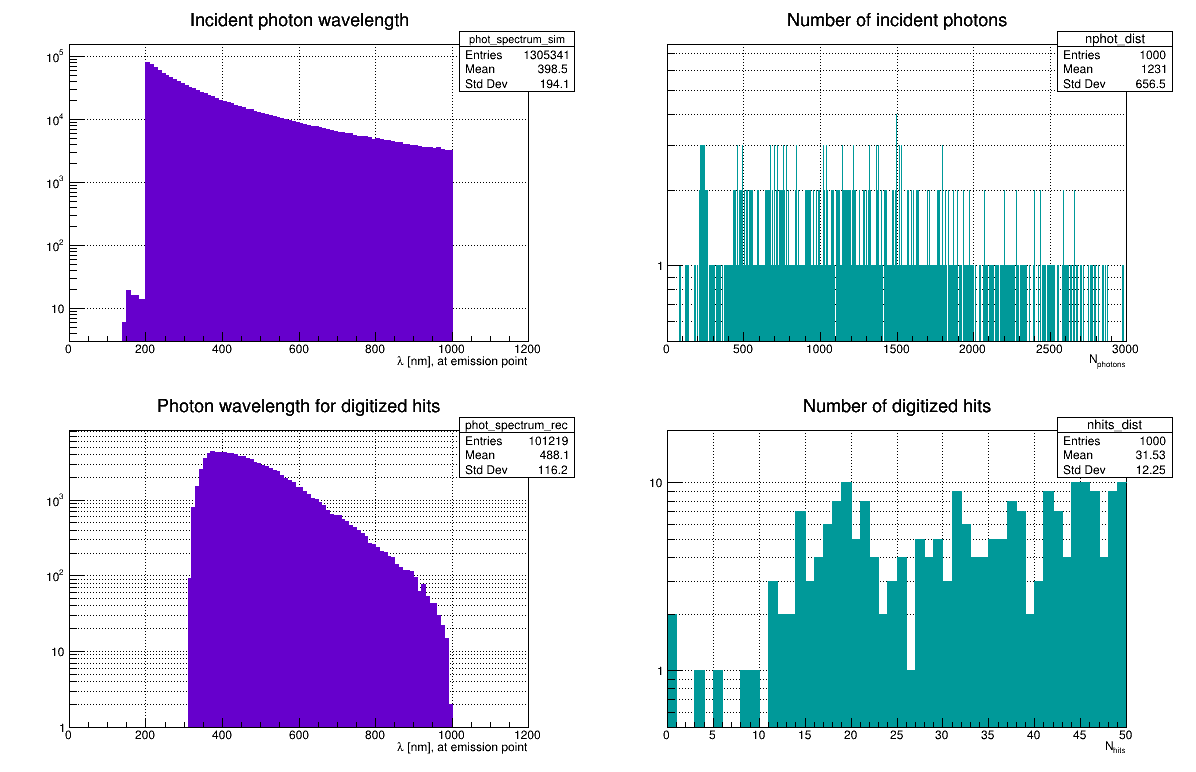 Incident photon wavelength
phot_spectrum_sim
Entries 1305341
Mean 398.5
Std Dev 194.1
10^5
10^4
10^3
10^2
10
0 200 400 600 800 1000 1200
λ [nm], at emission point
Number of incident photons
nphot_dist
Entries 1000
Mean 1231
Std Dev 656.5
1
0 500 1000 1500 2000 2500 3000
N_photons
Photon wavelength for digitized hits
phot_spectrum_rec
Entries 101219
Mean 488.1
Std Dev 116.2
10^3
10^2
10
1
0 200 400 600 800 1000 1200
λ [nm], at emission point
Number of digitized hits
nhits_dist
Entries 1000
Mean 31.53
Std Dev 12.25
10
1
0 5 10 15 20 25 30 35 40 45 50
N_hits